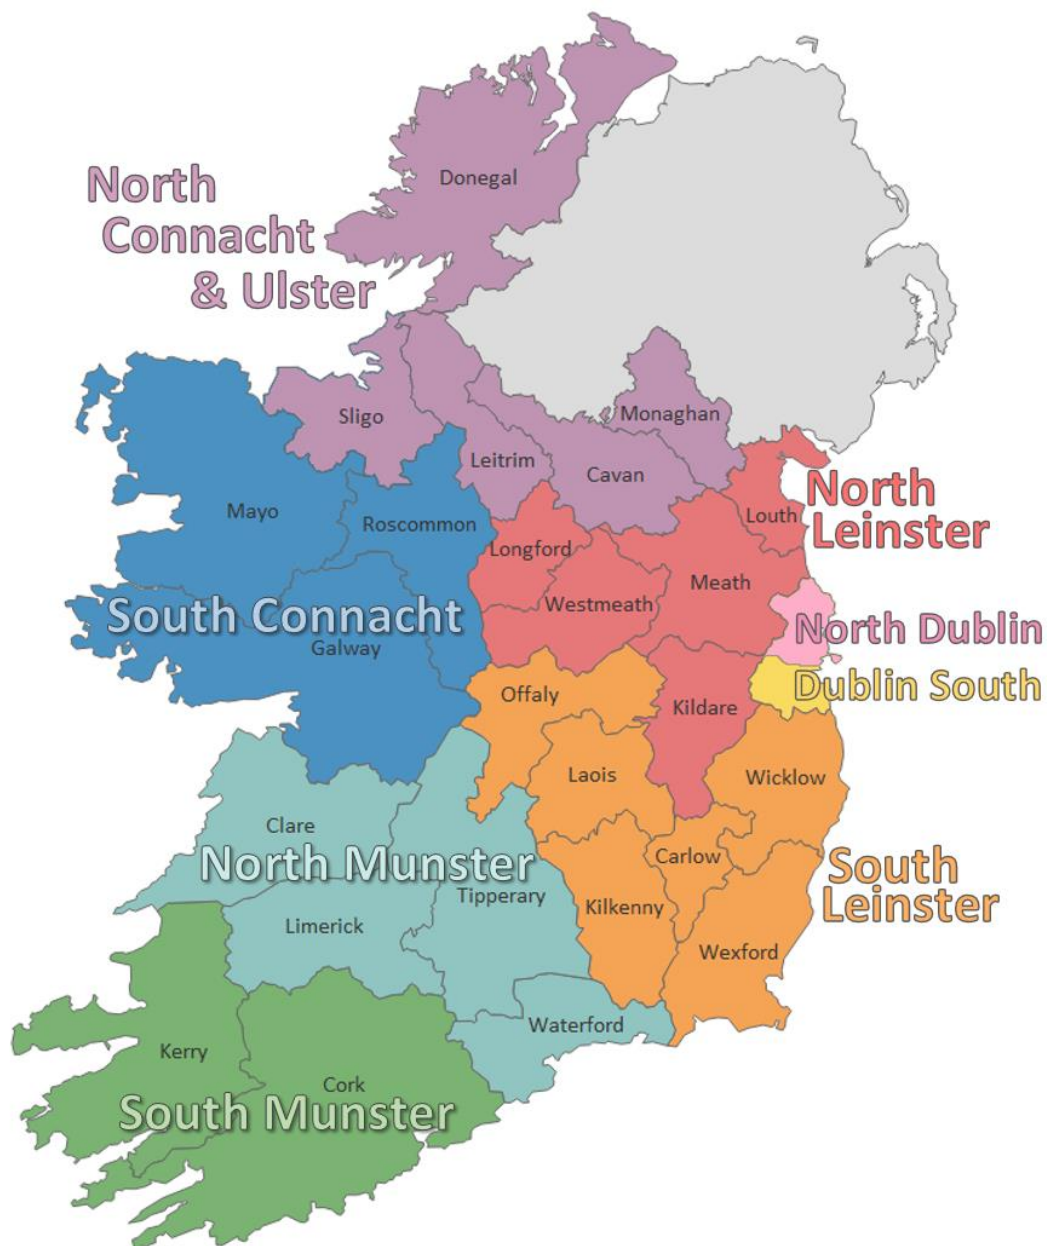 Donegal
North
Connacht
& Ulster
Monaghan
Sligo
Leitrim
Cavan
North
Leinster
Mayo
Roscommon
Louth
Longford
Meath
Westmeath
South Connacht
North Dublin
Galway
Dublin South
Offaly
Kildare
Laois
Wicklow
Clare
North Munster
Carlow
South
Leinster
Tipperary
Kilkenny
Limerick
Wexford
Waterford
Kerry
Cork
South Munster